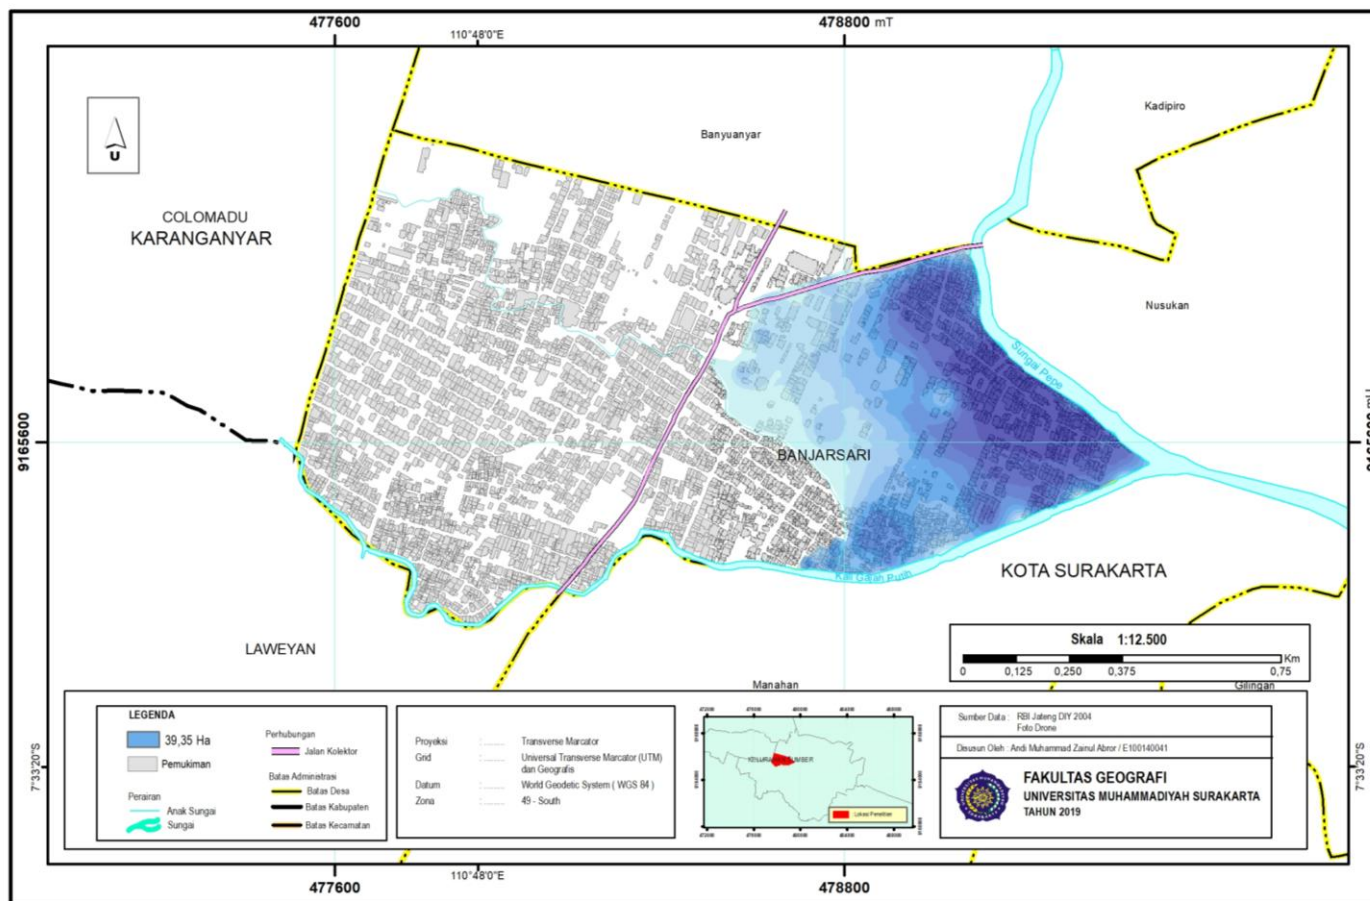 477600
478800 mT
110°48'0"E
Kadipiro
Banyuanyar
U
COLOMADU
KARANGANYAR
Nusukan
Sungai Pepe
9165600
BANJARSARI
KOTA SURAKARTA
LAWEYAN
Skala 1:12.500
Km
0 0,125 0,250 0,375 0,75
Manahan
Gilingan
LEGENDA
39,35 Ha
Pemukiman
Perairan
Anak Sungai
Sungai
Perhubungan
Jalan Kolektor
Batas Administrasi
Batas Desa
Batas Kabupaten
Batas Kecamatan
Proyeksi : ........ Transverse Marcator
Grid : ........ Universal Transverse Marcator (UTM)
dan Geografis
Datum : ........ World Geodetic System ( WGS 84 )
Zona : ........ 49 - South
Lokasi Penelitian
Sumber Data : RBI Jateng DIY 2004
Foto Drone
Disusun Oleh : Andi Muhammad Zainul Abror / E100140041
FAKULTAS GEOGRAFI
UNIVERSITAS MUHAMMADIYAH SURAKARTA
TAHUN 2019
7°33'20"S
7°33'20"S
477600
110°48'0"E
478800